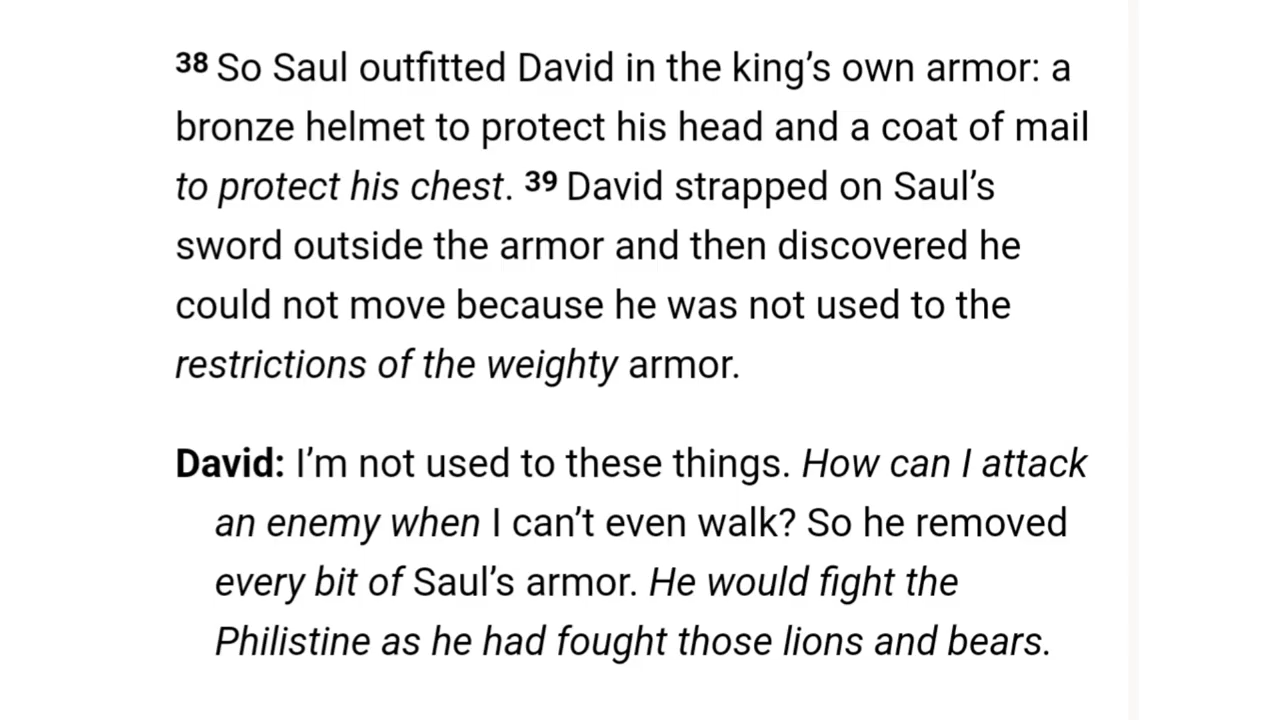 38 So Saul outfitted David in the king’s own armor: a
bronze helmet to protect his head and a coat of mail
to protect his chest. 39 David strapped on Saul’s
sword outside the armor and then discovered he
could not move because he was not used to the
restrictions of the weighty armor.
David: I’m not used to these things. How can I attack
an enemy when I can’t even walk? So he removed
every bit of Saul’s armor. He would fight the
Philistine as he had fought those lions and bears.